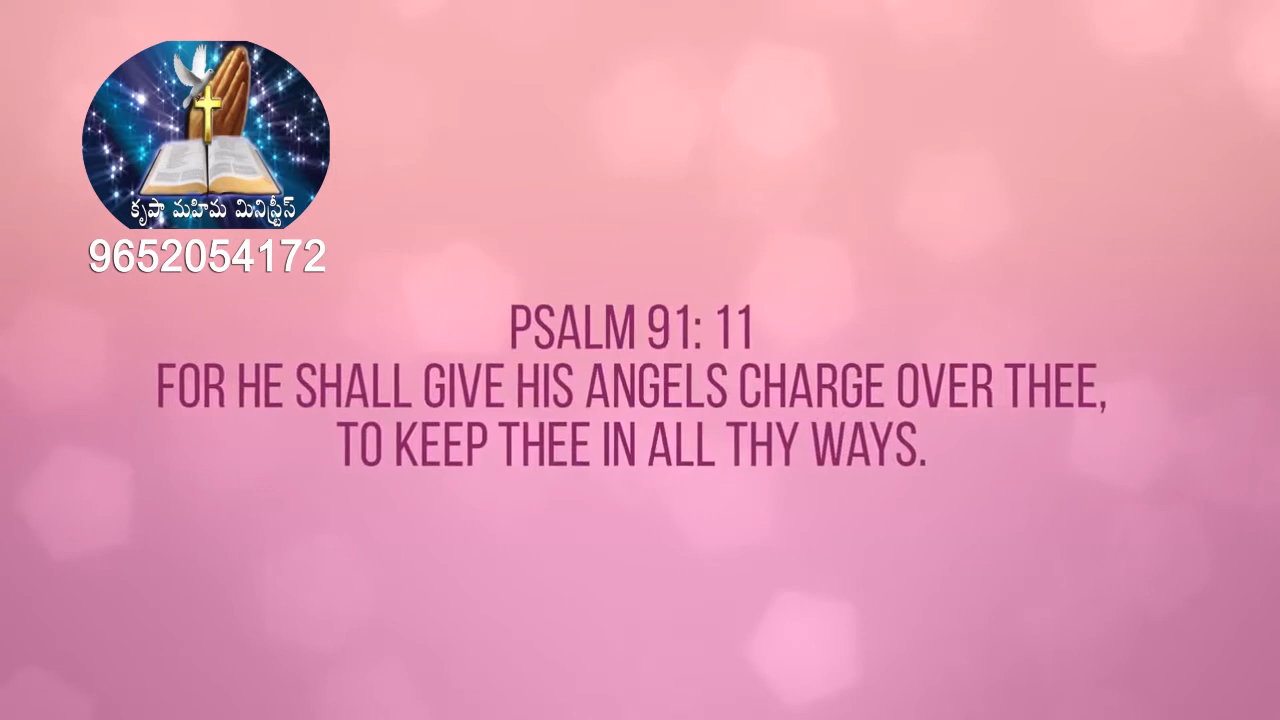 కృపా మహిమ మినిస్ట్రీస్
9652054172
PSALM 91: 11
FOR HE SHALL GIVE HIS ANGELS CHARGE OVER THEE,
TO KEEP THEE IN ALL THY WAYS.